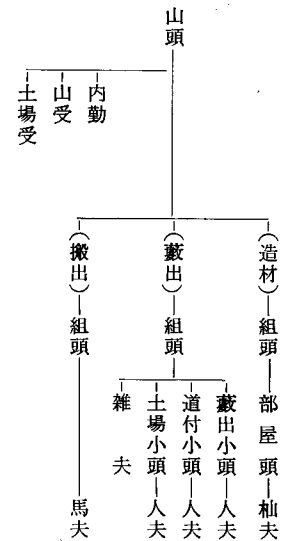 山頭
内勤
山受
土場受
（造材）組頭 部屋頭 杣夫
（藪出）組頭
藪出小頭 人夫
道付小頭 人夫
土場小頭 人夫
雑夫
（搬出）組頭 馬夫